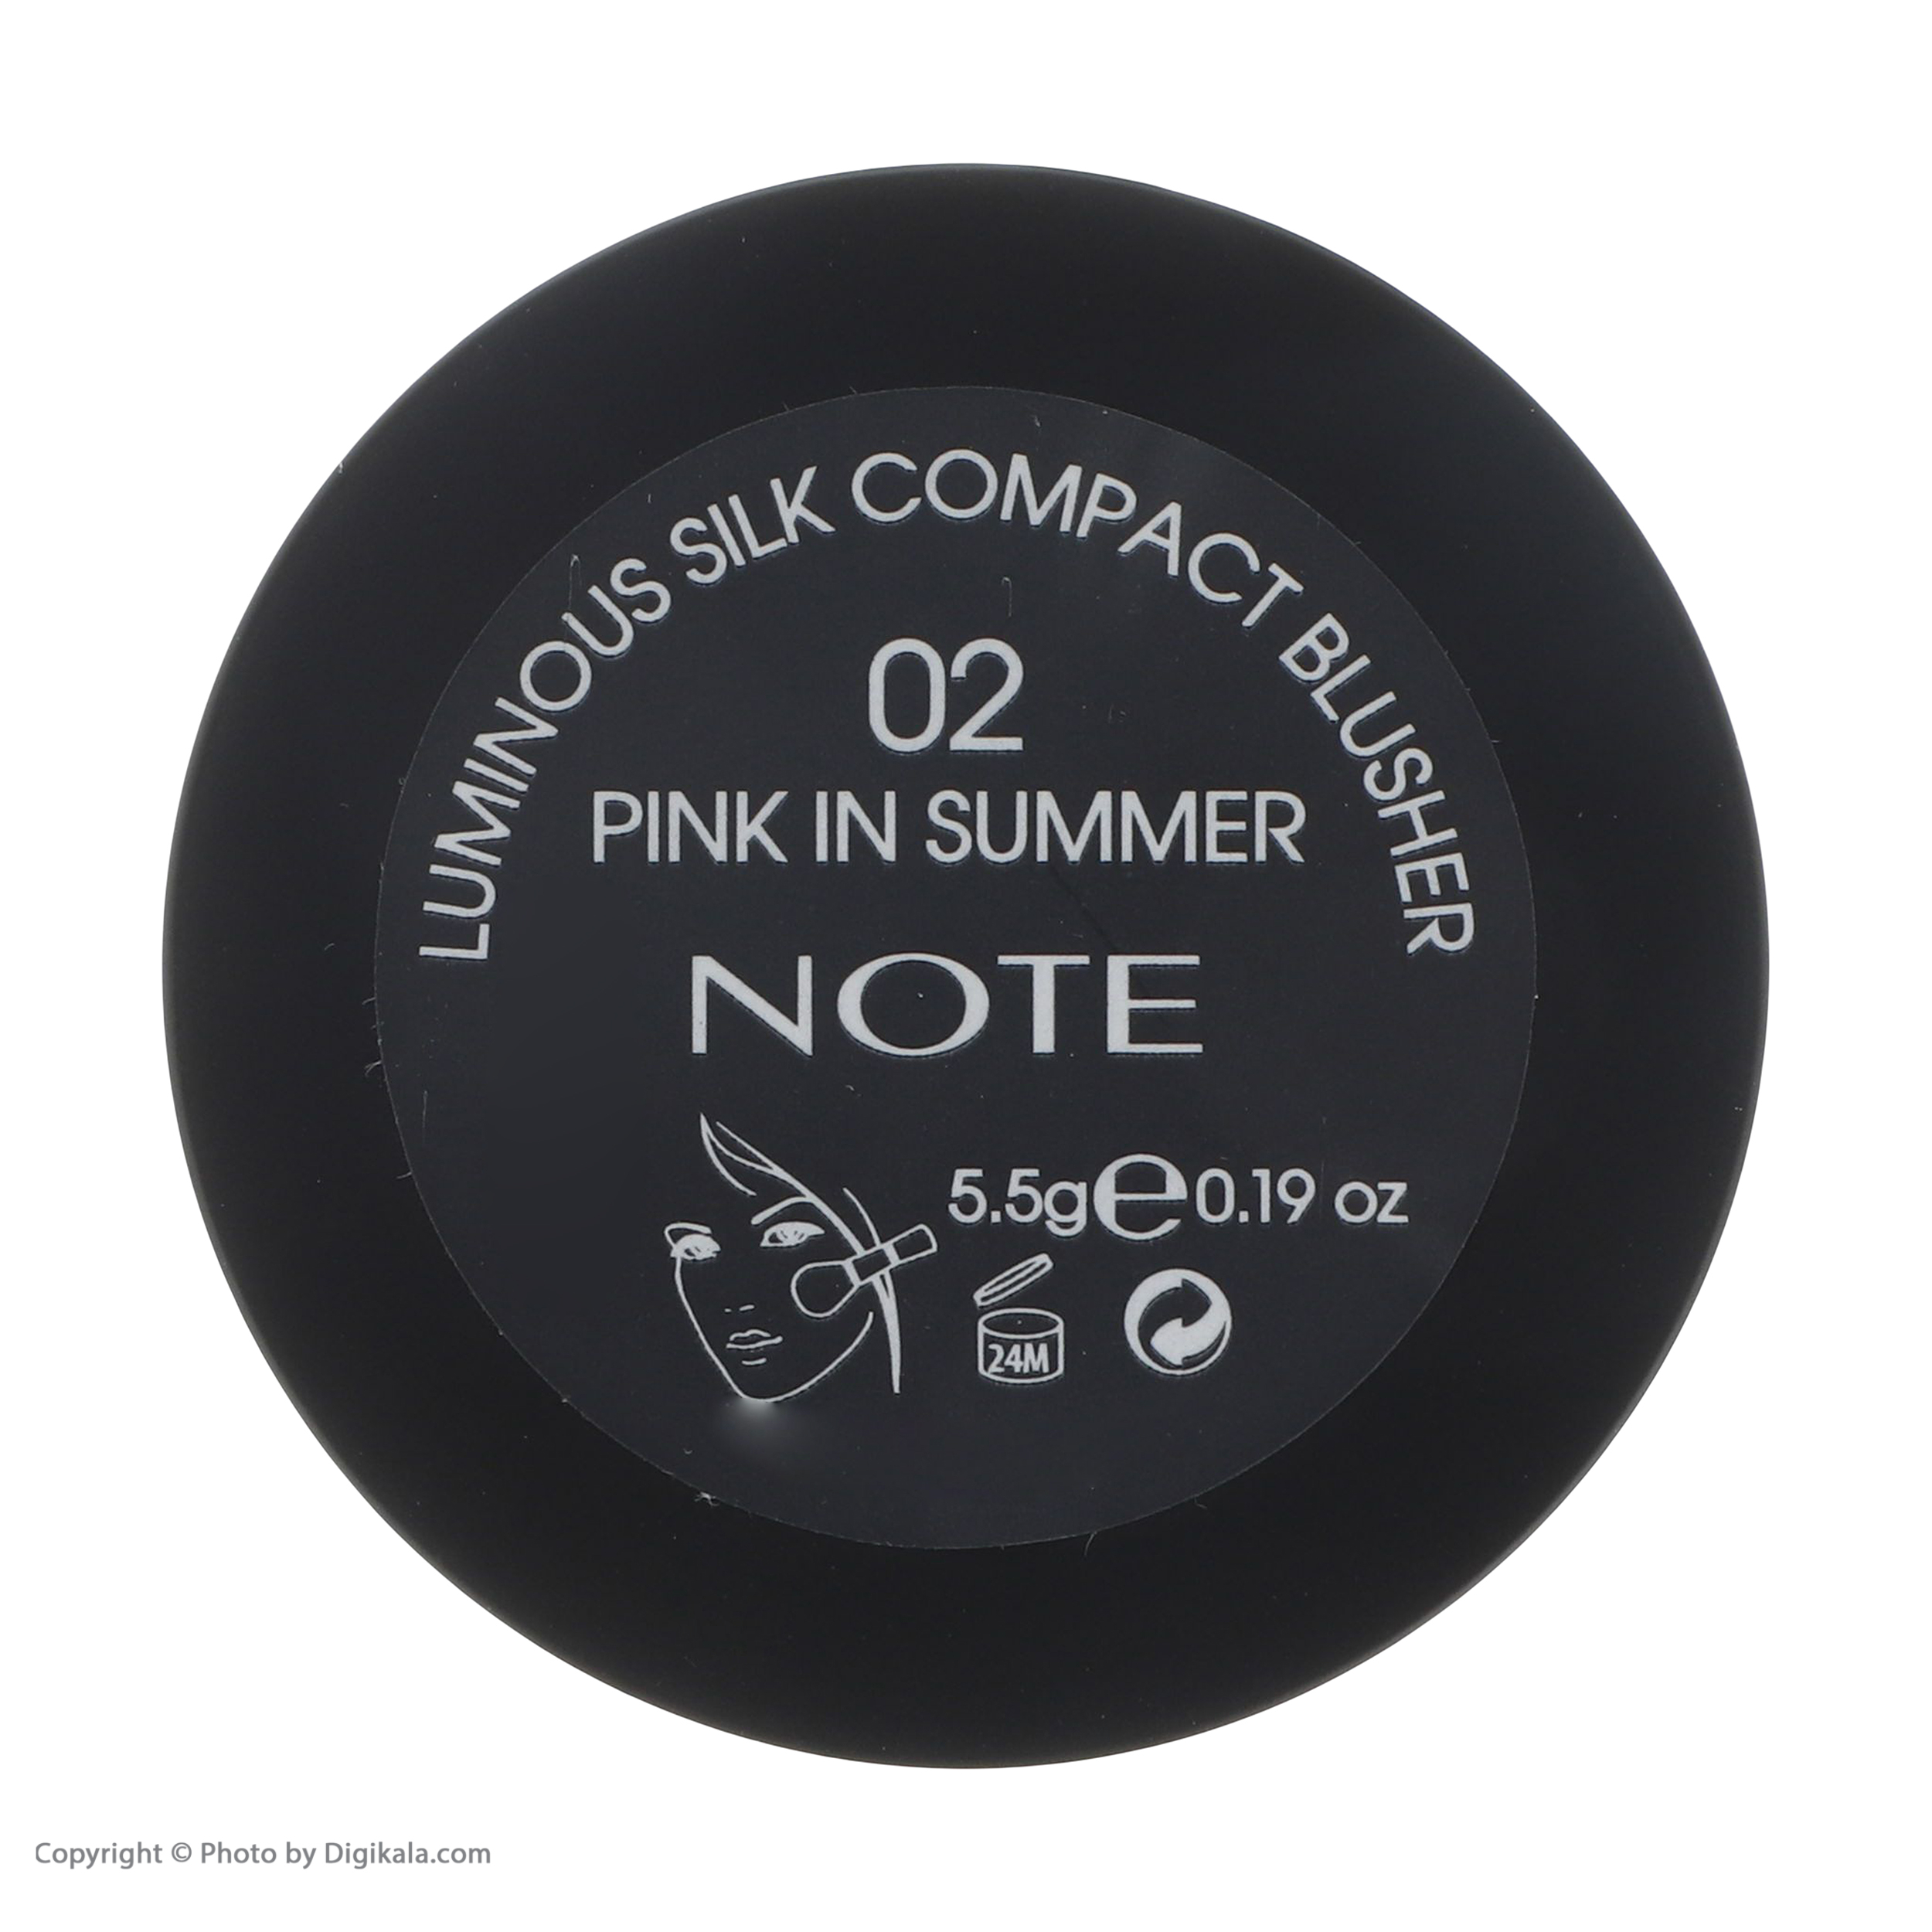 LUMINOUS SILK COMPACT BLUSHER
02
PINK IN SUMMER
NOTE
5.5g e 0.19 oz
24M
Copyright © Photo by Digikala.com